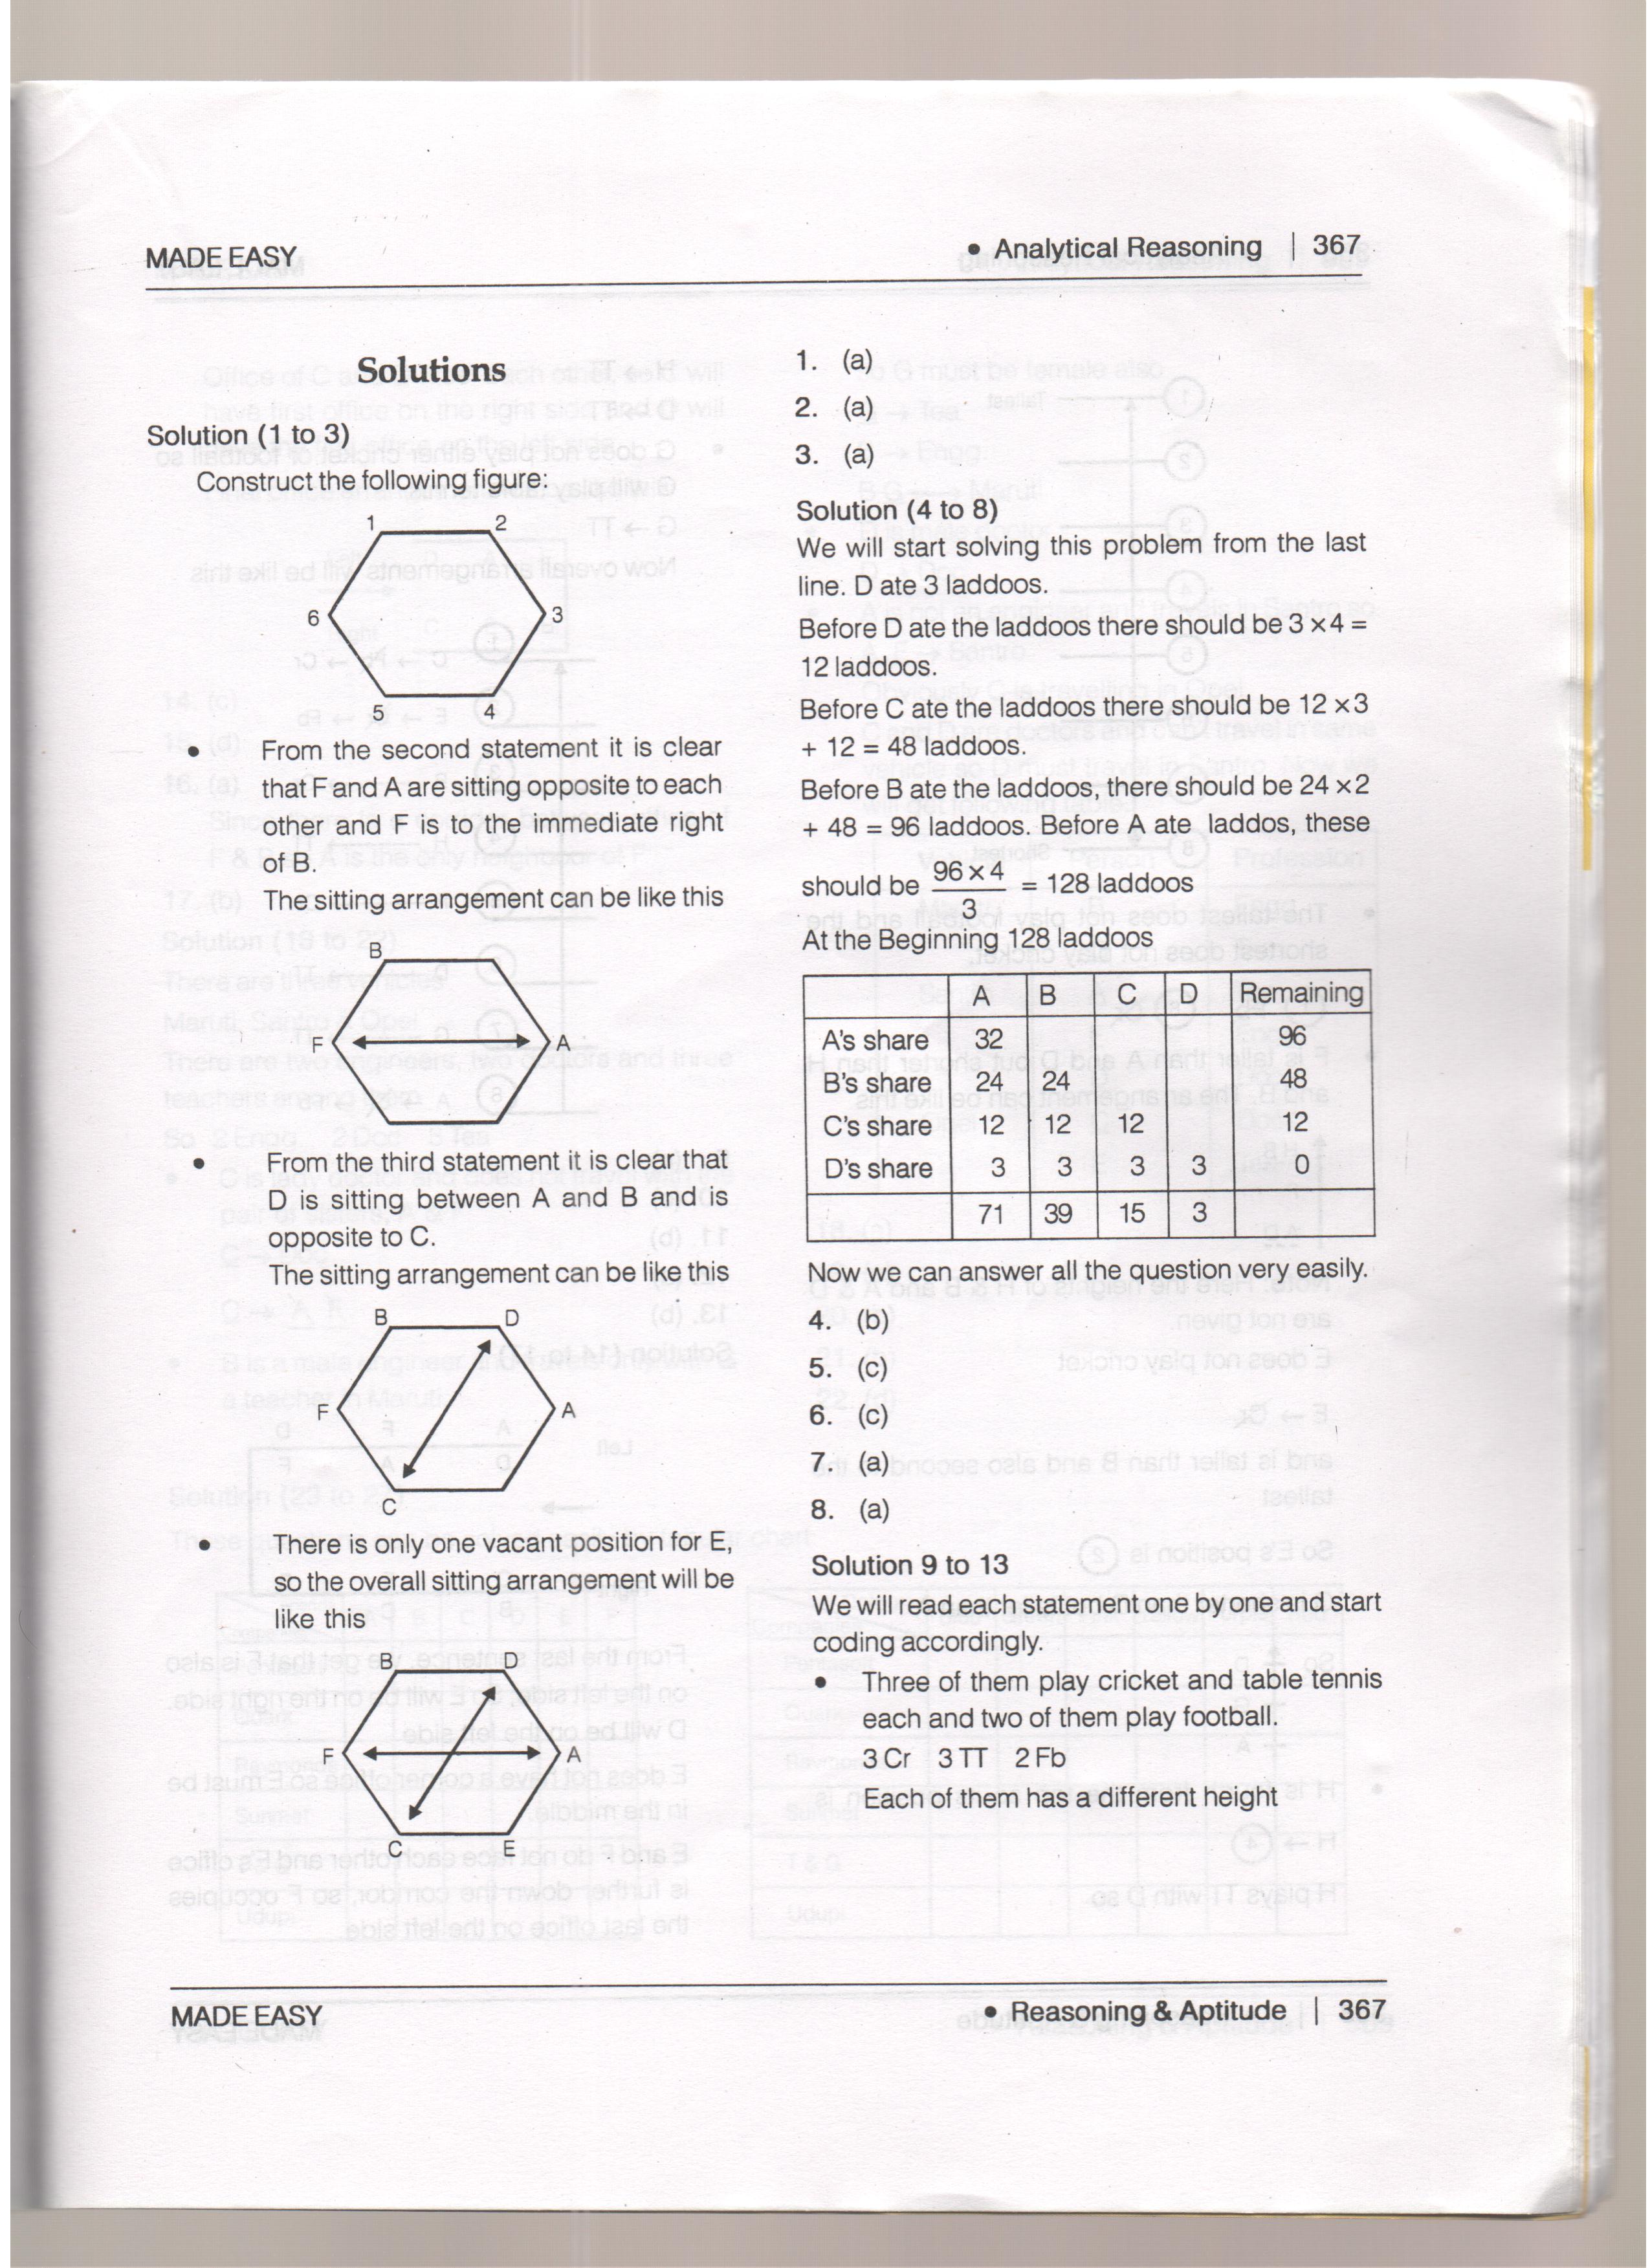 MADE EASY
• Analytical Reasoning | 367
Solutions
Solution (1 to 3)
Construct the following figure:
1 2
6 3
5 4
• From the second statement it is clear
that F and A are sitting opposite to each
other and F is to the immediate right
of B.
The sitting arrangement can be like this
B
F A
• From the third statement it is clear that
D is sitting between A and B and is
opposite to C.
The sitting arrangement can be like this
B D
F A
C
• There is only one vacant position for E,
so the overall sitting arrangement will be
like this
B D
F A
C E
1. (a)
2. (a)
3. (a)
Solution (4 to 8)
We will start solving this problem from the last
line. D ate 3 laddoos.
Before D ate the laddoos there should be 3 ×4 =
12 laddoos.
Before C ate the laddoos there should be 12 ×3
+ 12 = 48 laddoos.
Before B ate the laddoos, there should be 24 ×2
+ 48 = 96 laddoos. Before A ate laddos, these
should be 96 × 4 / 3 = 128 laddoos
At the Beginning 128 laddoos
A B C D Remaining
A's share 32 96
B's share 24 24 48
C's share 12 12 12 12
D's share 3 3 3 3 0
71 39 15 3
Now we can answer all the question very easily.
4. (b)
5. (c)
6. (c)
7. (a)
8. (a)
Solution 9 to 13
We will read each statement one by one and start
coding accordingly.
• Three of them play cricket and table tennis
each and two of them play football.
3 Cr 3 TT 2 Fb
Each of them has a different height
MADE EASY
• Reasoning & Aptitude | 367